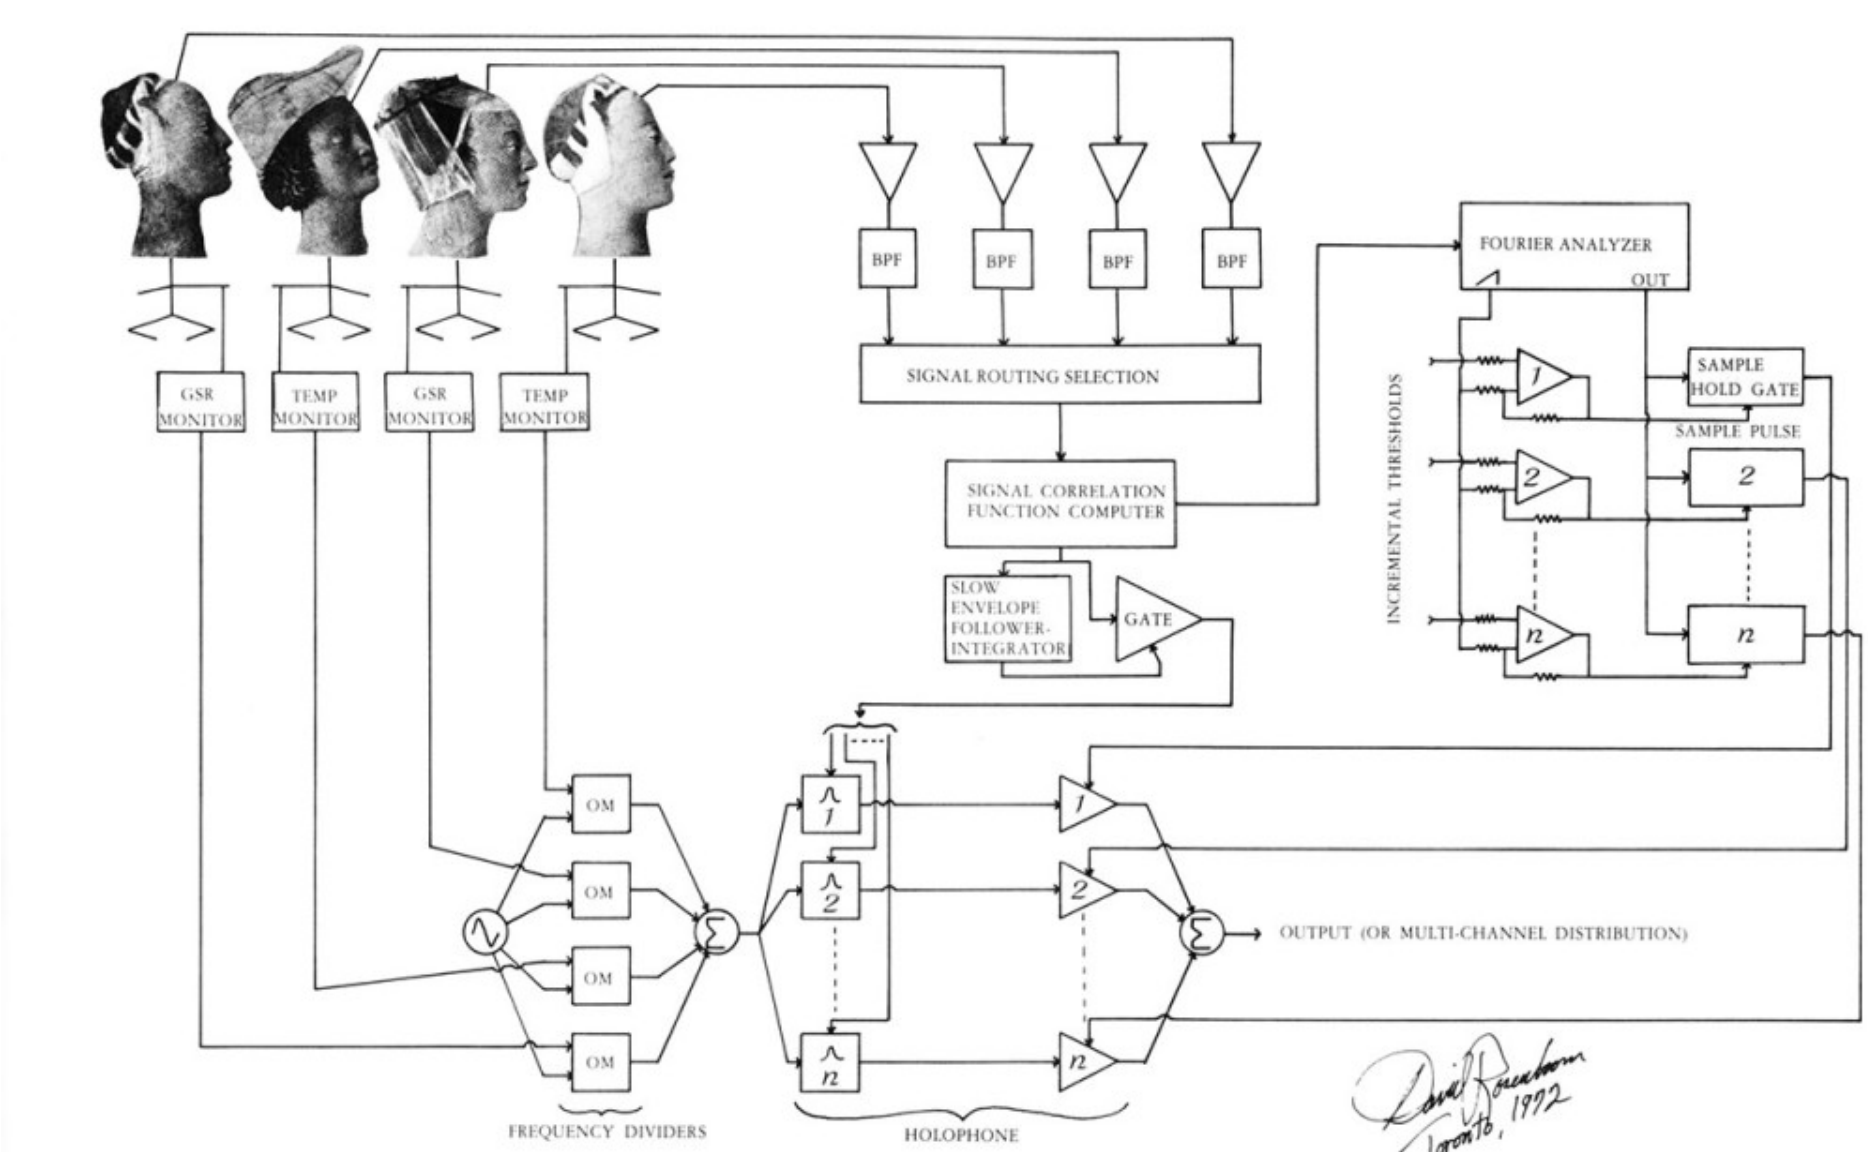 BPF
BPF
BPF
BPF
FOURIER ANALYZER
OUT
SIGNAL ROUTING SELECTION
GSR
MONITOR
TEMP
MONITOR
GSR
MONITOR
TEMP
MONITOR
INCREMENTAL THRESHOLDS
1
SAMPLE
HOLD GATE
SAMPLE PULSE
2
2
n
n
SIGNAL CORRELATION
FUNCTION COMPUTER
SLOW
ENVELOPE
FOLLOWER-
INTEGRATOR
GATE
OM
OM
OM
OM
Σ
1
2
n
1
2
n
Σ
OUTPUT (OR MULTI-CHANNEL DISTRIBUTION)
FREQUENCY DIVIDERS
HOLOPHONE
David Rosenboom
Toronto, 1972